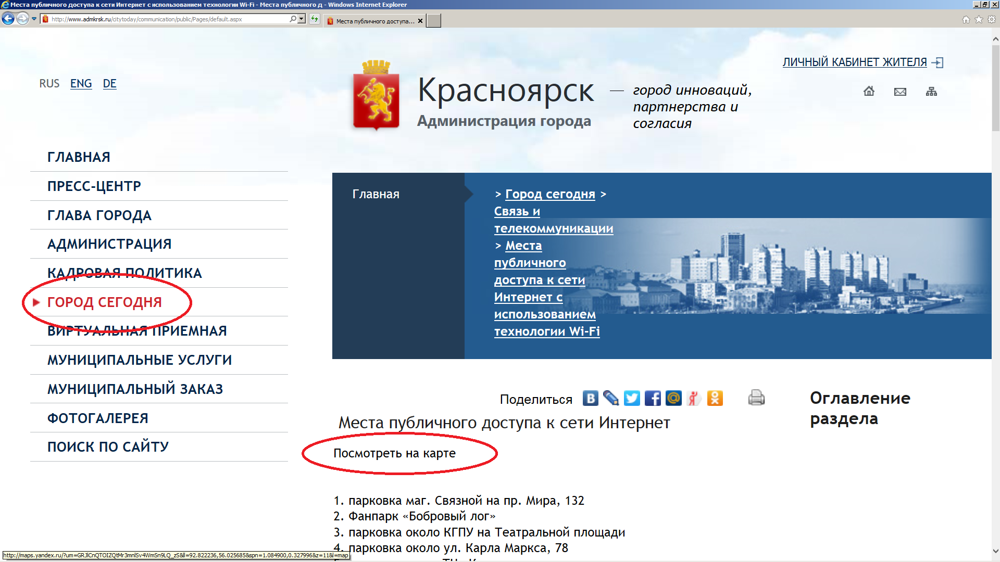 Места публичного доступа к сети Интернет с использованием технологии Wi-Fi - Места публичного д - Windows Internet Explorer
http://www.admkrsk.ru/citytoday/communication/public/Pages/default.aspx
Места публичного доступа...
ЛИЧНЫЙ КАБИНЕТ ЖИТЕЛЯ
RUS ENG DE
Красноярск
Администрация города
— город инноваций,
партнерства и
согласия
ГЛАВНАЯ
ПРЕСС-ЦЕНТР
ГЛАВА ГОРОДА
АДМИНИСТРАЦИЯ
КАДРОВАЯ ПОЛИТИКА
ГОРОД СЕГОДНЯ
ВИРТУАЛЬНАЯ ПРИЕМНАЯ
МУНИЦИПАЛЬНЫЕ УСЛУГИ
МУНИЦИПАЛЬНЫЙ ЗАКАЗ
ФОТОГАЛЕРЕЯ
ПОИСК ПО САЙТУ
Главная
> Город сегодня >
Связь и
телекоммуникации
> Места
публичного
доступа к сети
Интернет с
использованием
технологии Wi-Fi
Поделиться
Оглавление
раздела
Места публичного доступа к сети Интернет
Посмотреть на карте
1. парковка маг. Связной на пр. Мира, 132
2. Фанпарк «Бобровый лог»
3. парковка около КГПУ на Театральной площади
4. парковка около ул. Карла Маркса, 78
http://maps.yandex.ru/?um=GRJlCnQTOIZQtMr3mnlSv4WmSn9LQ_zS&ll=92.822236,56.025685&spn=1.084900,0.327996&z=11&l=map